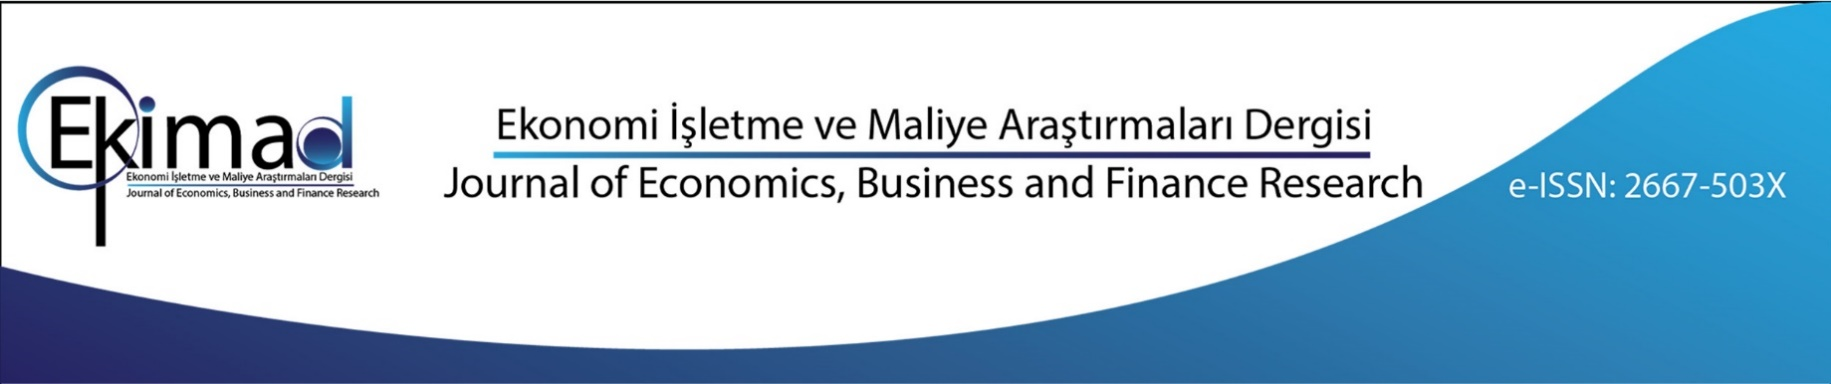 Ekimad
Ekonomi İşletme ve Maliye Araştırmaları Dergisi
Journal of Economics, Business and Finance Research
Ekonomi İşletme ve Maliye Araştırmaları Dergisi
Journal of Economics, Business and Finance Research
e-ISSN: 2667-503X